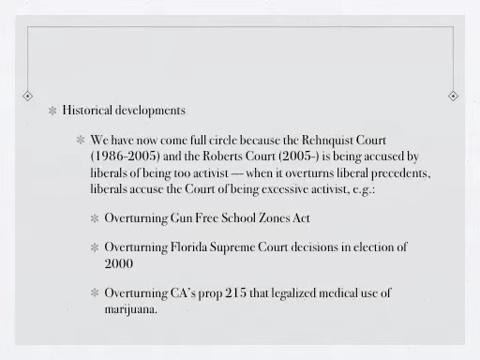 Historical developments
We have now come full circle because the Rehnquist Court
(1986-2005) and the Roberts Court (2005-) is being accused by
liberals of being too activist — when it overturns liberal precedents,
liberals accuse the Court of being excessive activist, e.g.:
Overturning Gun Free School Zones Act
Overturning Florida Supreme Court decisions in election of
2000
Overturning CA's prop 215 that legalized medical use of
marijuana.